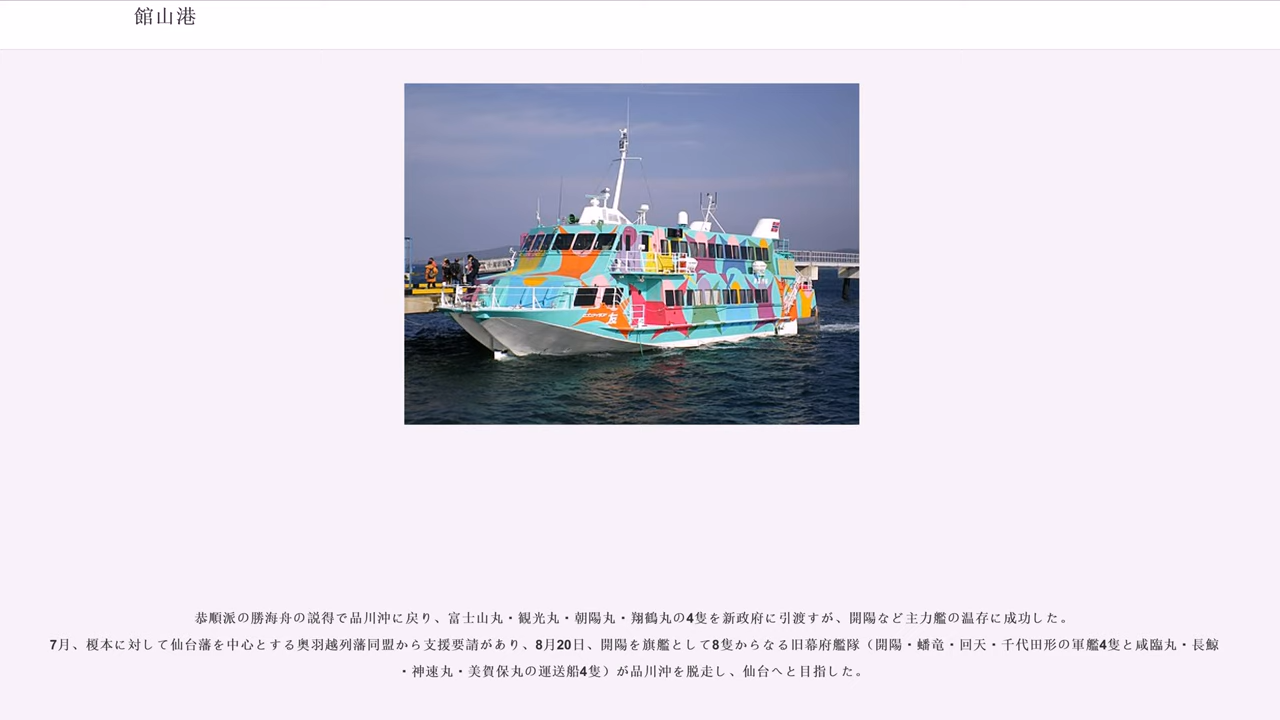 館山港
恭順派の勝海舟の説得で品川沖に戻り、富士山丸・観光丸・朝陽丸・翔鶴丸の4隻を新政府に引渡すが、開陽など主力艦の温存に成功した。
7月、榎本に対して仙台藩を中心とする奥羽越列藩同盟から支援要請があり、8月20日、開陽を旗艦として8隻からなる旧幕府艦隊（開陽・蟠竜・回天・千代田形の軍艦4隻と咸臨丸・長鯨
・神速丸・美賀保丸の運送船4隻）が品川沖を脱走し、仙台へと目指した。